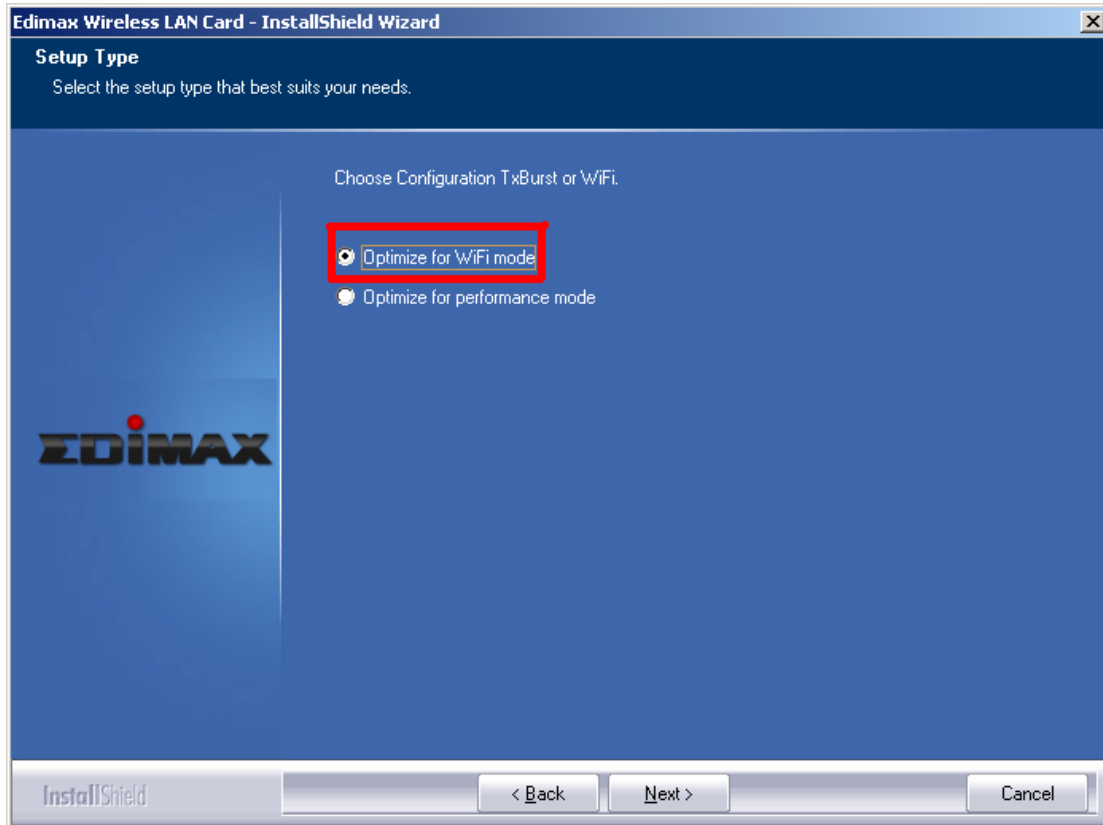 Edimax Wireless LAN Card - InstallShield Wizard
Setup Type
Select the setup type that best suits your needs.
Choose Configuration TxBurst or WiFi.
Optimize for WiFi mode
Optimize for performance mode
EDIMAX
InstallShield
< Back
Next >
Cancel